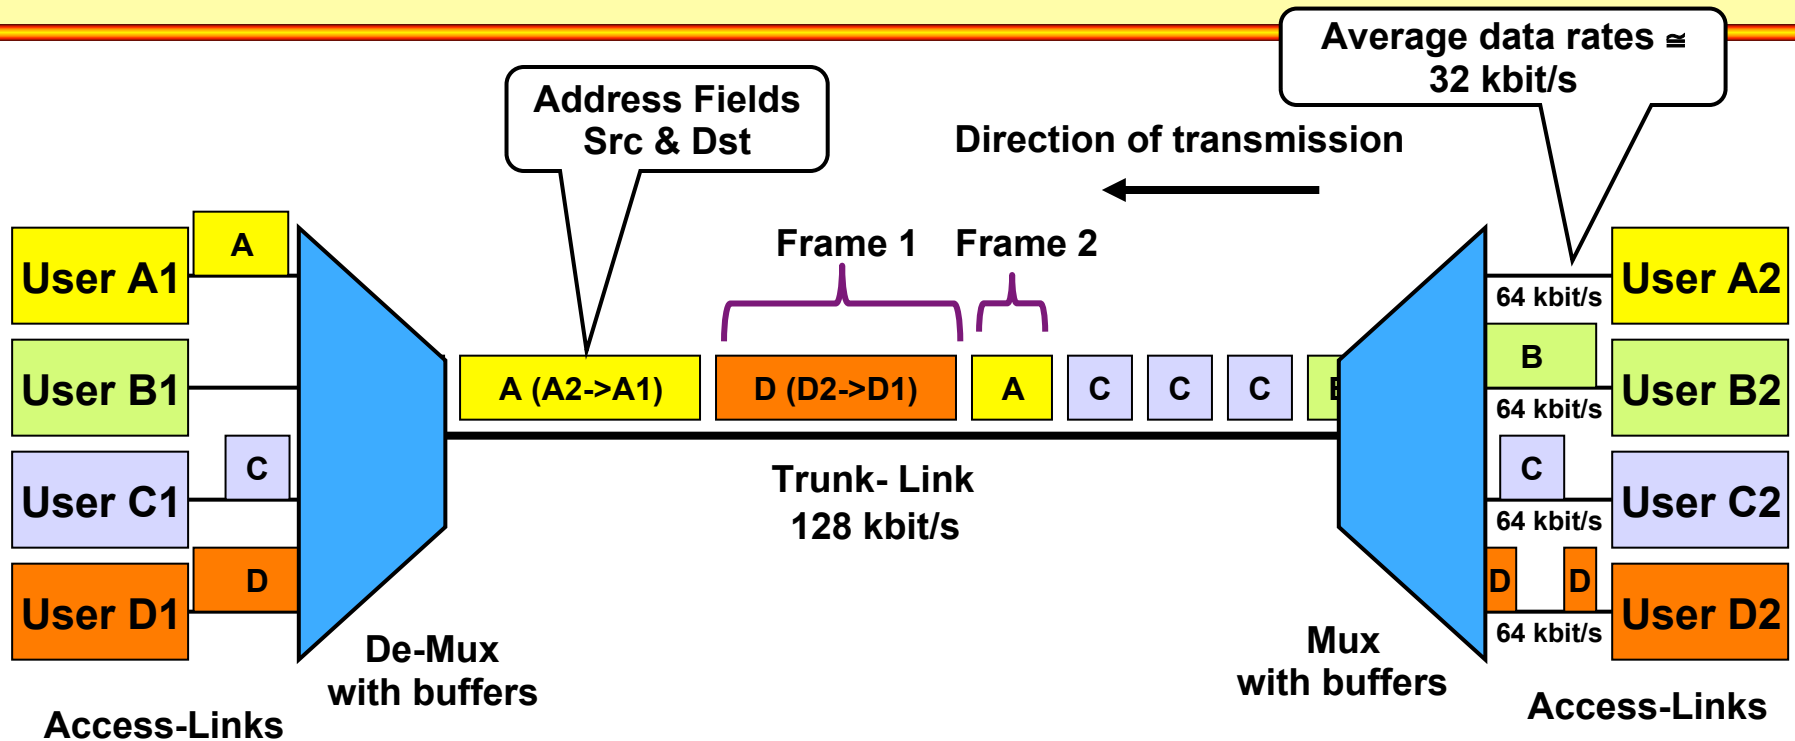 Average data rates ≅
32 kbit/s
Address Fields
Src & Dst
Direction of transmission
Frame 1
Frame 2
User A1
A
User B1
User C1
C
User D1
D
A (A2->A1)
D (D2->D1)
A
C
C
C
B
64 kbit/s
User A2
B
64 kbit/s
User B2
C
64 kbit/s
User C2
D
D
64 kbit/s
User D2
Trunk- Link
128 kbit/s
De-Mux
with buffers
Mux
with buffers
Access-Links
Access-Links